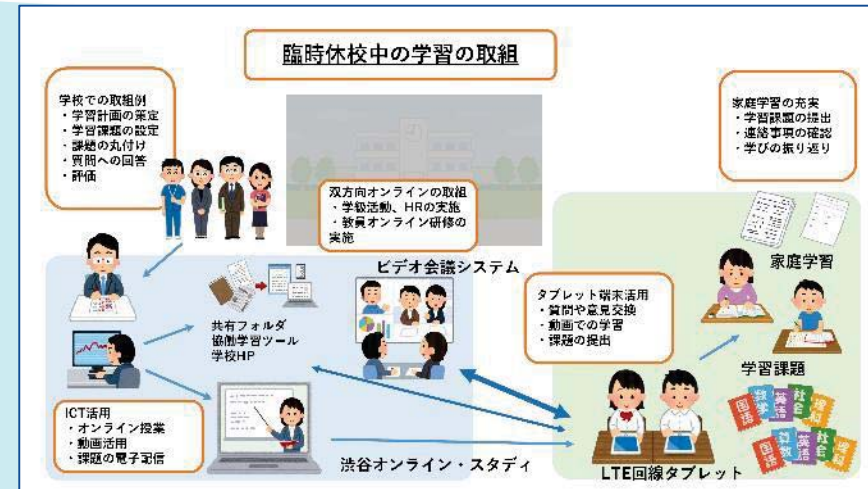 臨時休校中の学習の取組
学校での取組例
・学習計画の策定
・学習課題の設定
・課題の丸付け
・質問への回答
・評価
双方向オンラインの取組
・学級活動、HRの実施
・教員オンライン研修の
実施
家庭学習の充実
・学習課題の提出
・連絡事項の確認
・学びの振り返り
ビデオ会議システム
家庭学習
共有フォルダ
協働学習ツール
学校HP
タブレット端末活用
・質問や意見交換
・動画での学習
・課題の提出
学習課題
ICT活用
・オンライン授業
・動画活用
・課題の電子配信
渋谷オンライン・スタディ
LTE回線タブレット
国語
数学
英語
社会
理科
国語
算数
英語
社会
理科